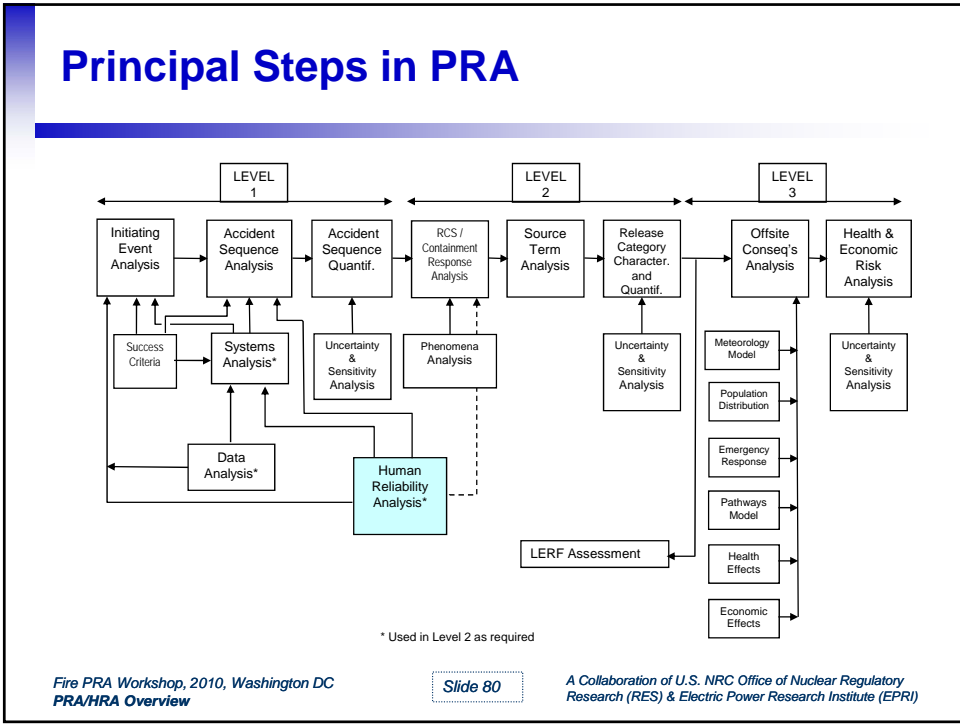 Principal Steps in PRA
LEVEL
1
LEVEL
2
LEVEL
3
Initiating
Event
Analysis
Accident
Sequence
Analysis
Accident
Sequence
Quantif.
RCS /
Containment
Response
Analysis
Source
Term
Analysis
Release
Category
Character.
and
Quantif.
Offsite
Conseq's
Analysis
Health &
Economic
Risk
Analysis
Success
Criteria
Systems
Analysis*
Uncertainty
&
Sensitivity
Analysis
Phenomena
Analysis
Uncertainty
&
Sensitivity
Analysis
Meteorology
Model
Uncertainty
&
Sensitivity
Analysis
Population
Distribution
Emergency
Response
Pathways
Model
Health
Effects
Economic
Effects
Data
Analysis*
Human
Reliability
Analysis*
LERF Assessment
* Used in Level 2 as required
Fire PRA Workshop, 2010, Washington DC
PRA/HRA Overview
Slide 80
A Collaboration of U.S. NRC Office of Nuclear Regulatory
Research (RES) & Electric Power Research Institute (EPRI)